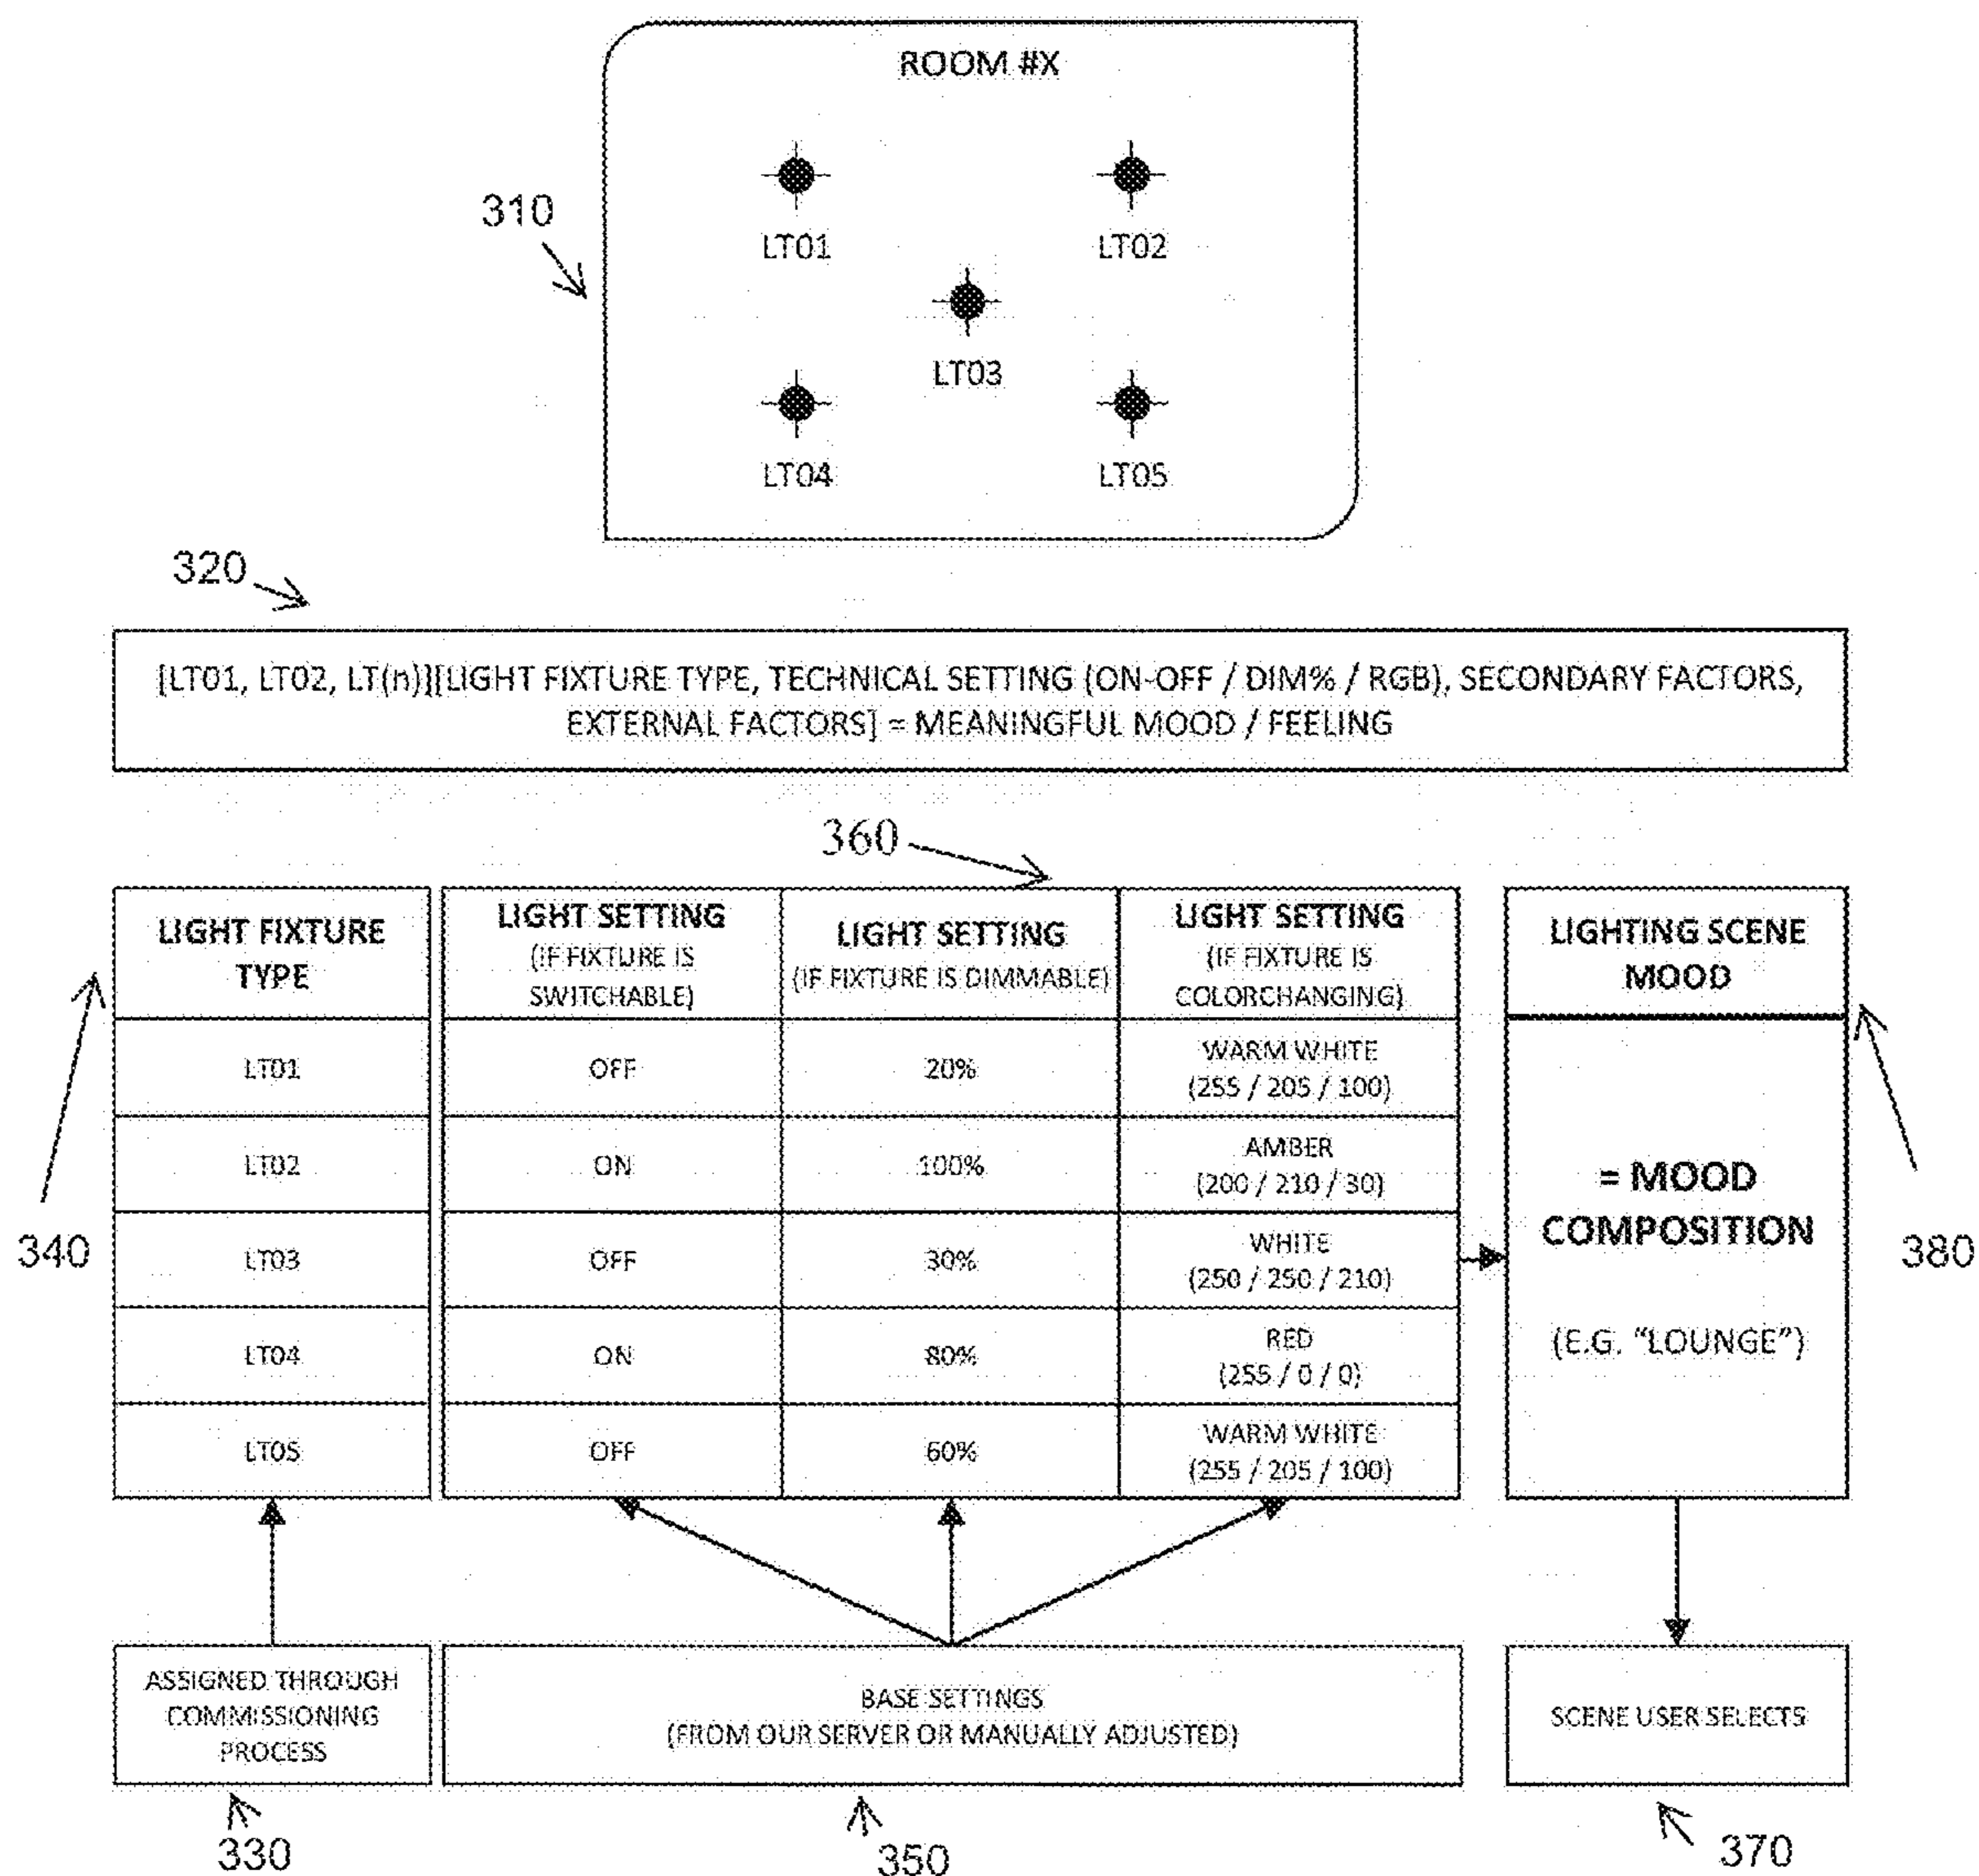 ROOM #X
LT01
LT02
310
LT03
LT04
LT05
320
[LT01, LT02, LT(n)][LIGHT FIXTURE TYPE, TECHNICAL SETTING (ON-OFF / DIM% / RGB), SECONDARY FACTORS,
EXTERNAL FACTORS] = MEANINGFUL MOOD / FEELING
360
LIGHT FIXTURE
TYPE
LIGHT SETTING
(IF FIXTURE IS
SWITCHABLE)
LIGHT SETTING
(IF FIXTURE IS DIMMABLE)
LIGHT SETTING
(IF FIXTURE IS
COLORCHANGING)
LIGHTING SCENE
MOOD
LT01
OFF
20%
WARM WHITE
(255 / 205 / 100)
LT02
ON
100%
AMBER
(200 / 210 / 30)
LT03
OFF
30%
WHITE
(250 / 250 / 210)
LT04
ON
80%
RED
(255 / 0 / 0)
LT05
OFF
60%
WARM WHITE
(255 / 205 / 100)
= MOOD
COMPOSITION
(E.G. “LOUNGE”)
340
380
ASSIGNED THROUGH
COMMISSIONING
PROCESS
BASE SETTINGS
(FROM OUR SERVER OR MANUALLY ADJUSTED)
SCENE USER SELECTS
330
350
370